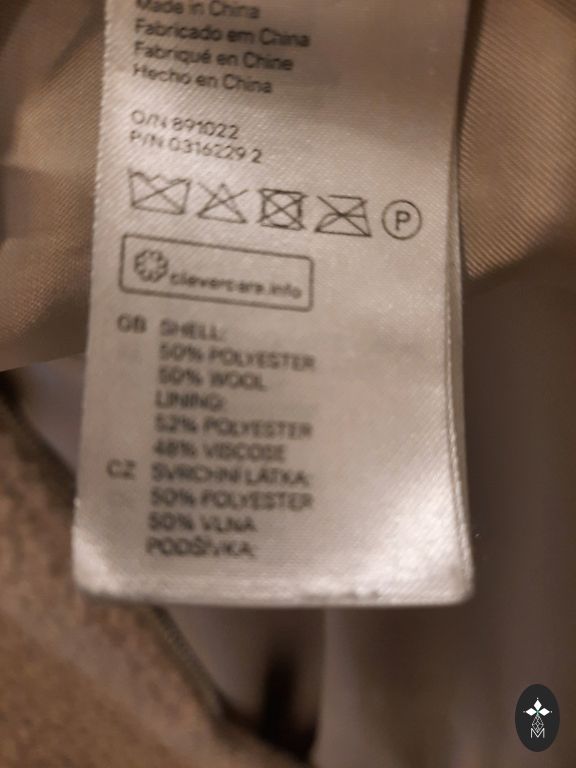 Made in China
Fabricado em China
Fabriqué en Chine
Hecho en China
O/N 891022
P/N 0316229 2
P
clevercare.info
GB SHELL:
50% POLYESTER
50% WOOL
LINING:
52% POLYESTER
48% VISCOSE
CZ SVRCHNÍ LÁTKA:
50% POLYESTER
50% VLNA
PODŠÍVKA:
M